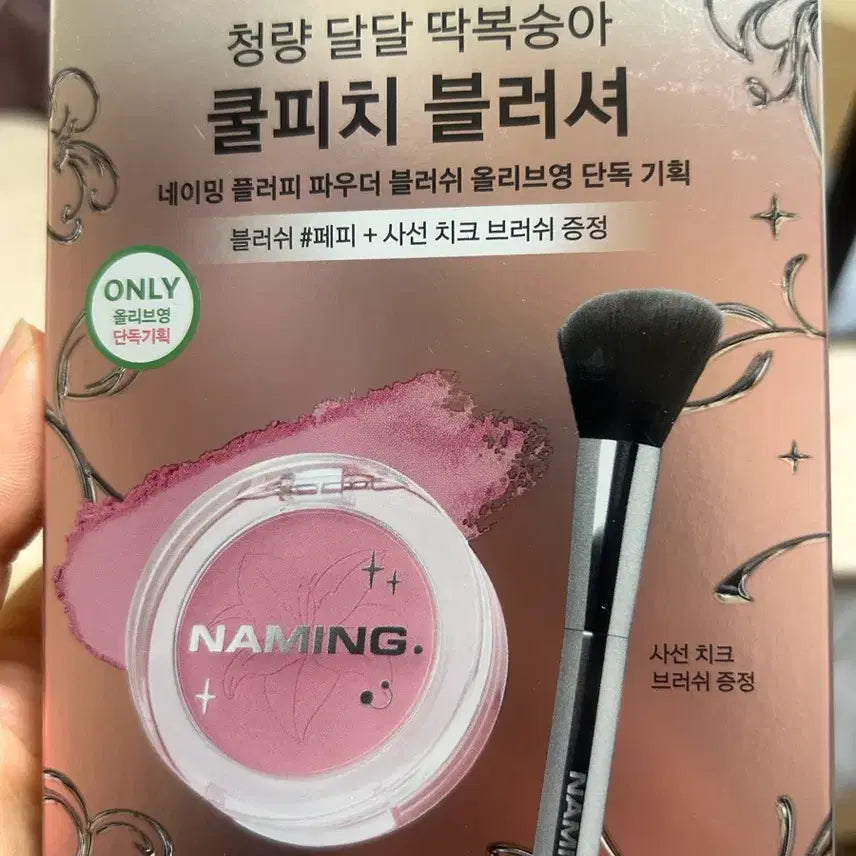 청량 달달 딱복숭아
쿨피치 블러셔
네이밍 플러피 파우더 블러쉬 올리브영 단독 기획
블러쉬 #페피 + 사선 치크 브러쉬 증정
ONLY
올리브영
단독기획
NAMING.
사선 치크
브러쉬 증정
NAMI